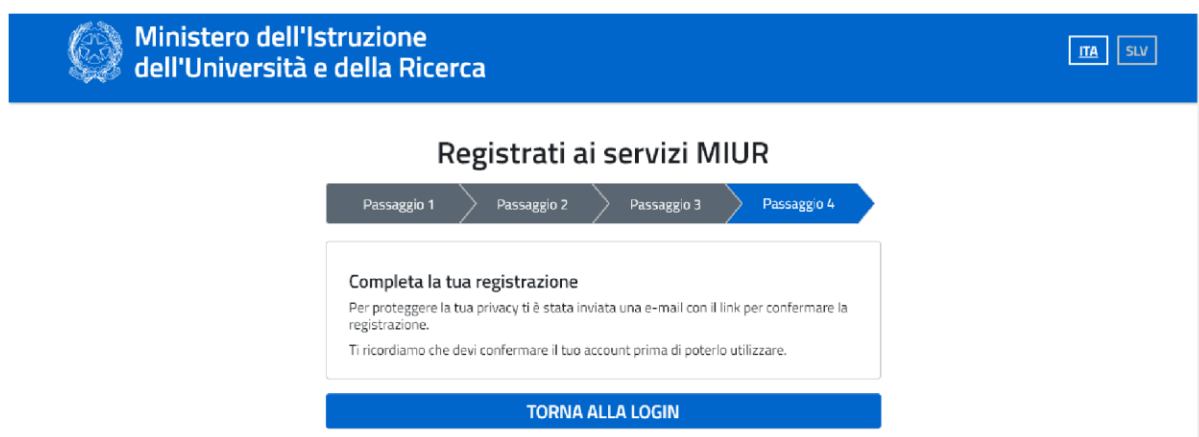 Ministero dell'Istruzione
dell'Università e della Ricerca
ITA SLV
Registrati ai servizi MIUR
Passaggio 1 Passaggio 2 Passaggio 3 Passaggio 4
Completa la tua registrazione
Per proteggere la tua privacy ti è stata inviata una e-mail con il link per confermare la
registrazione.
Ti ricordiamo che devi confermare il tuo account prima di poterlo utilizzare.
TORNA ALLA LOGIN